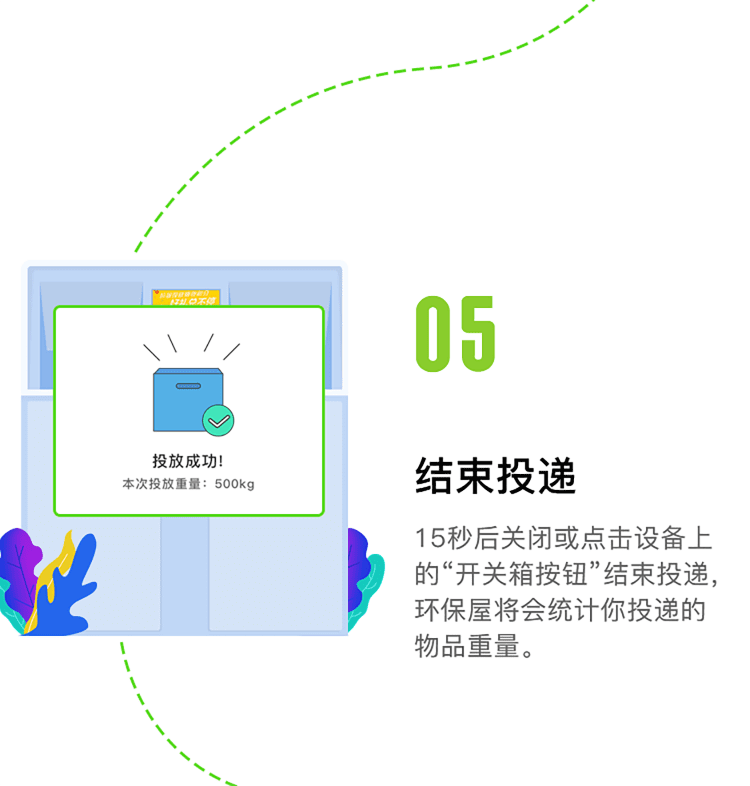 05
投放成功!
本次投放重量：500kg
结束投递
15秒后关闭或点击设备上
的“开关箱按钮”结束投递,
环保屋将会统计你投递的
物品重量。